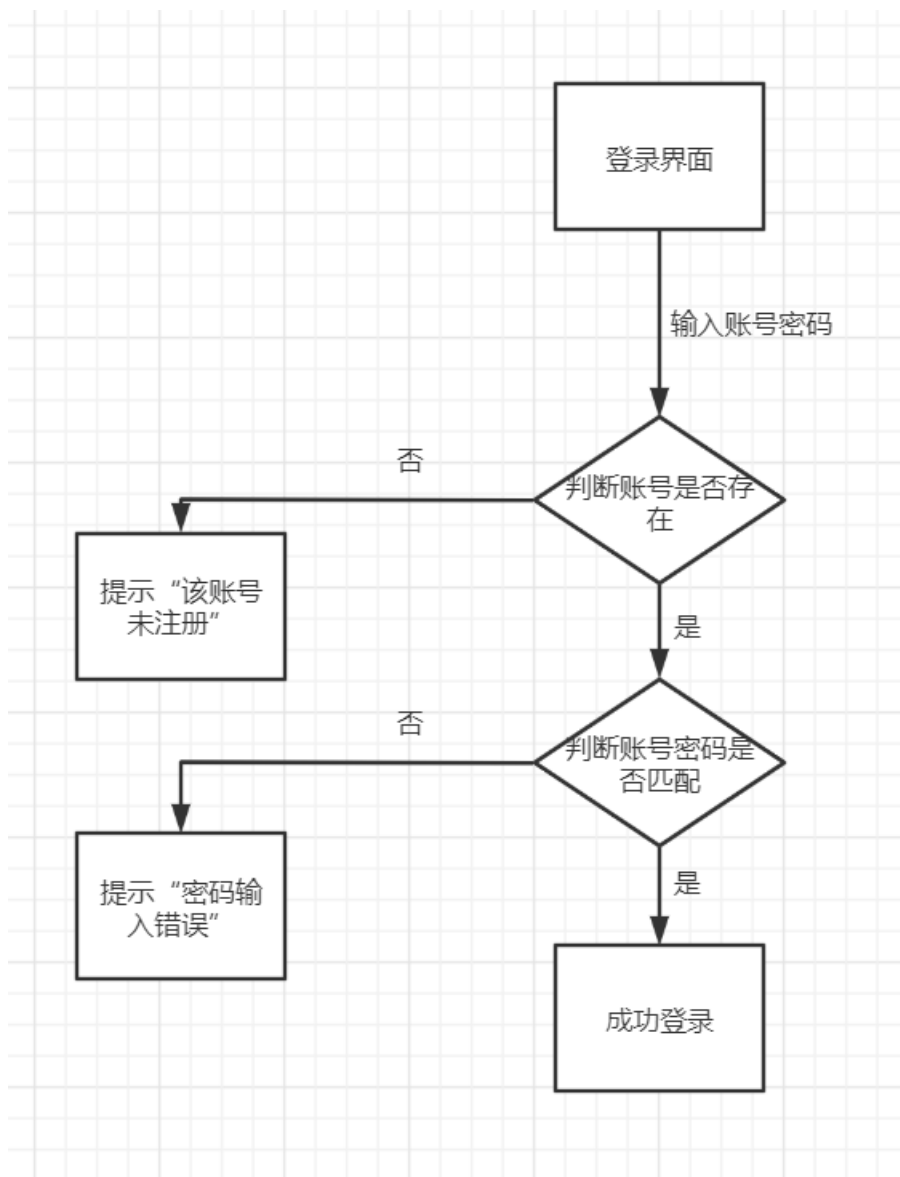 登录界面
输入账号密码
否
判断账号是否存
在
提示“该账号
未注册”
是
否
判断账号密码是
否匹配
提示“密码输
入错误”
是
成功登录